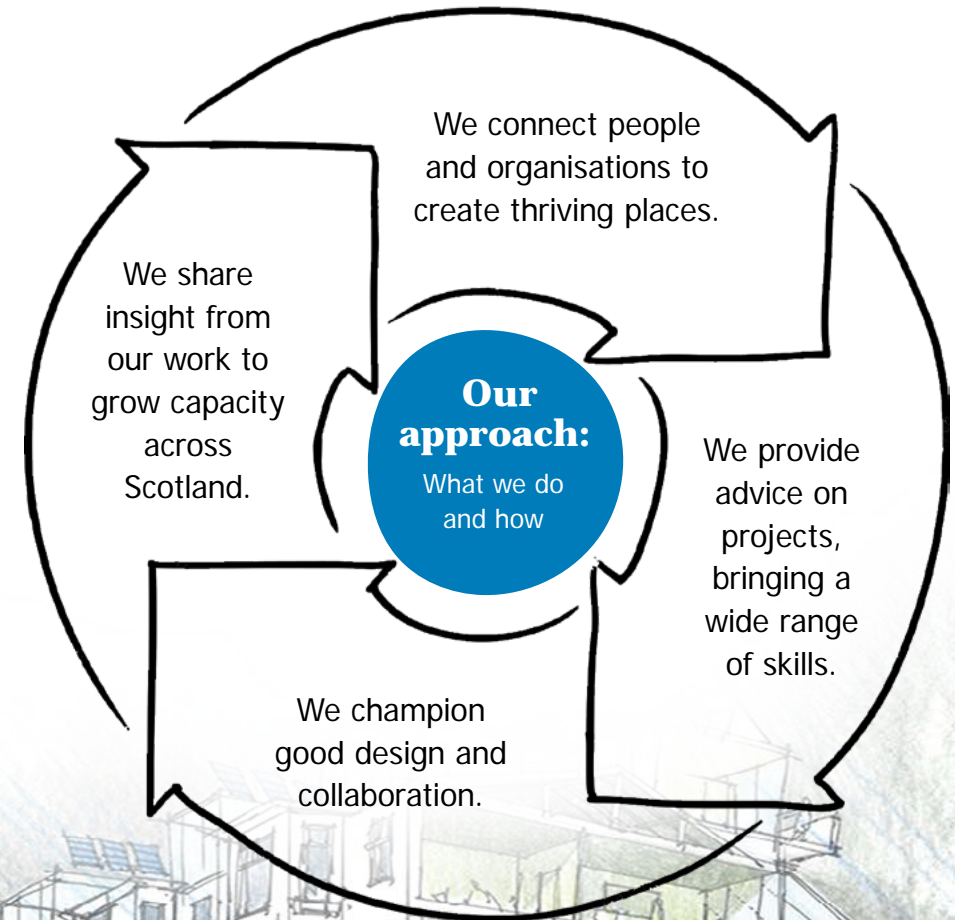 We connect people
and organisations to
create thriving places.
We share
insight from
our work to
grow capacity
across
Scotland.
Our
approach:
What we do
and how
We provide
advice on
projects,
bringing a
wide range
of skills.
We champion
good design and
collaboration.